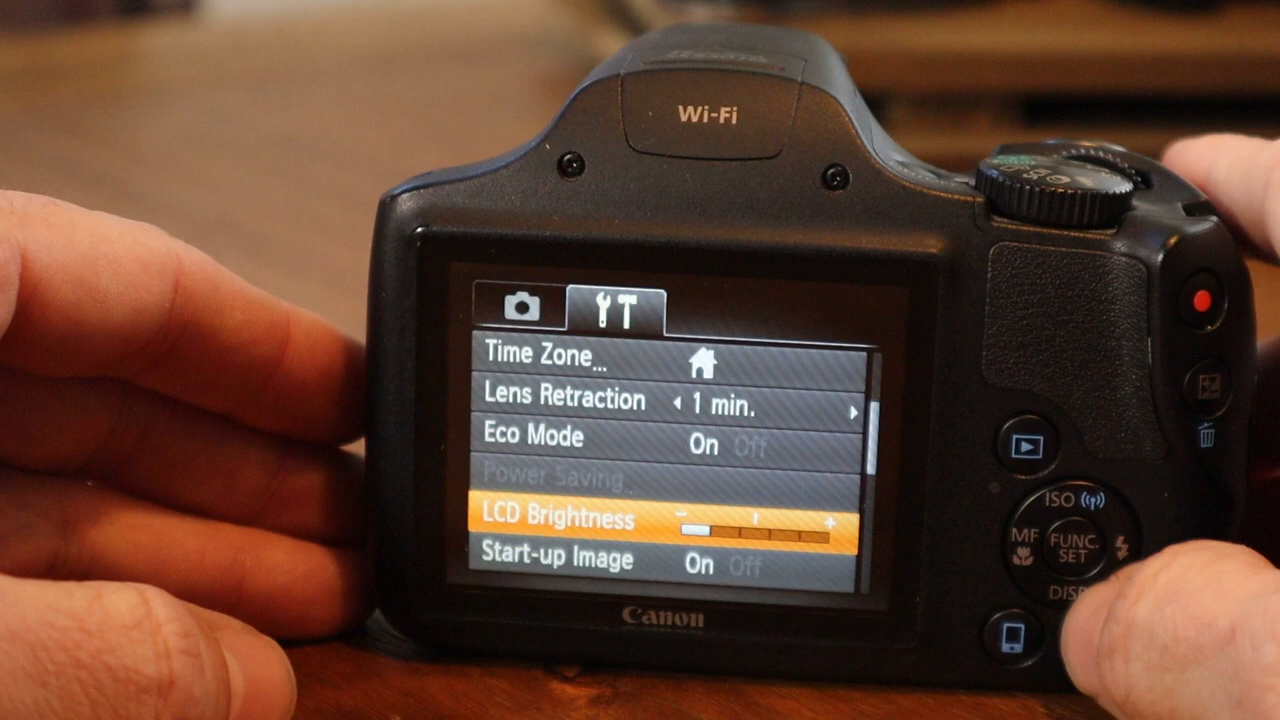 Wi-Fi
Time Zone...
Lens Retraction 1 min.
Eco Mode On Off
Power Saving...
LCD Brightness - +
Start-up Image On Off
Canon
ISO
MF FUNC.
SET